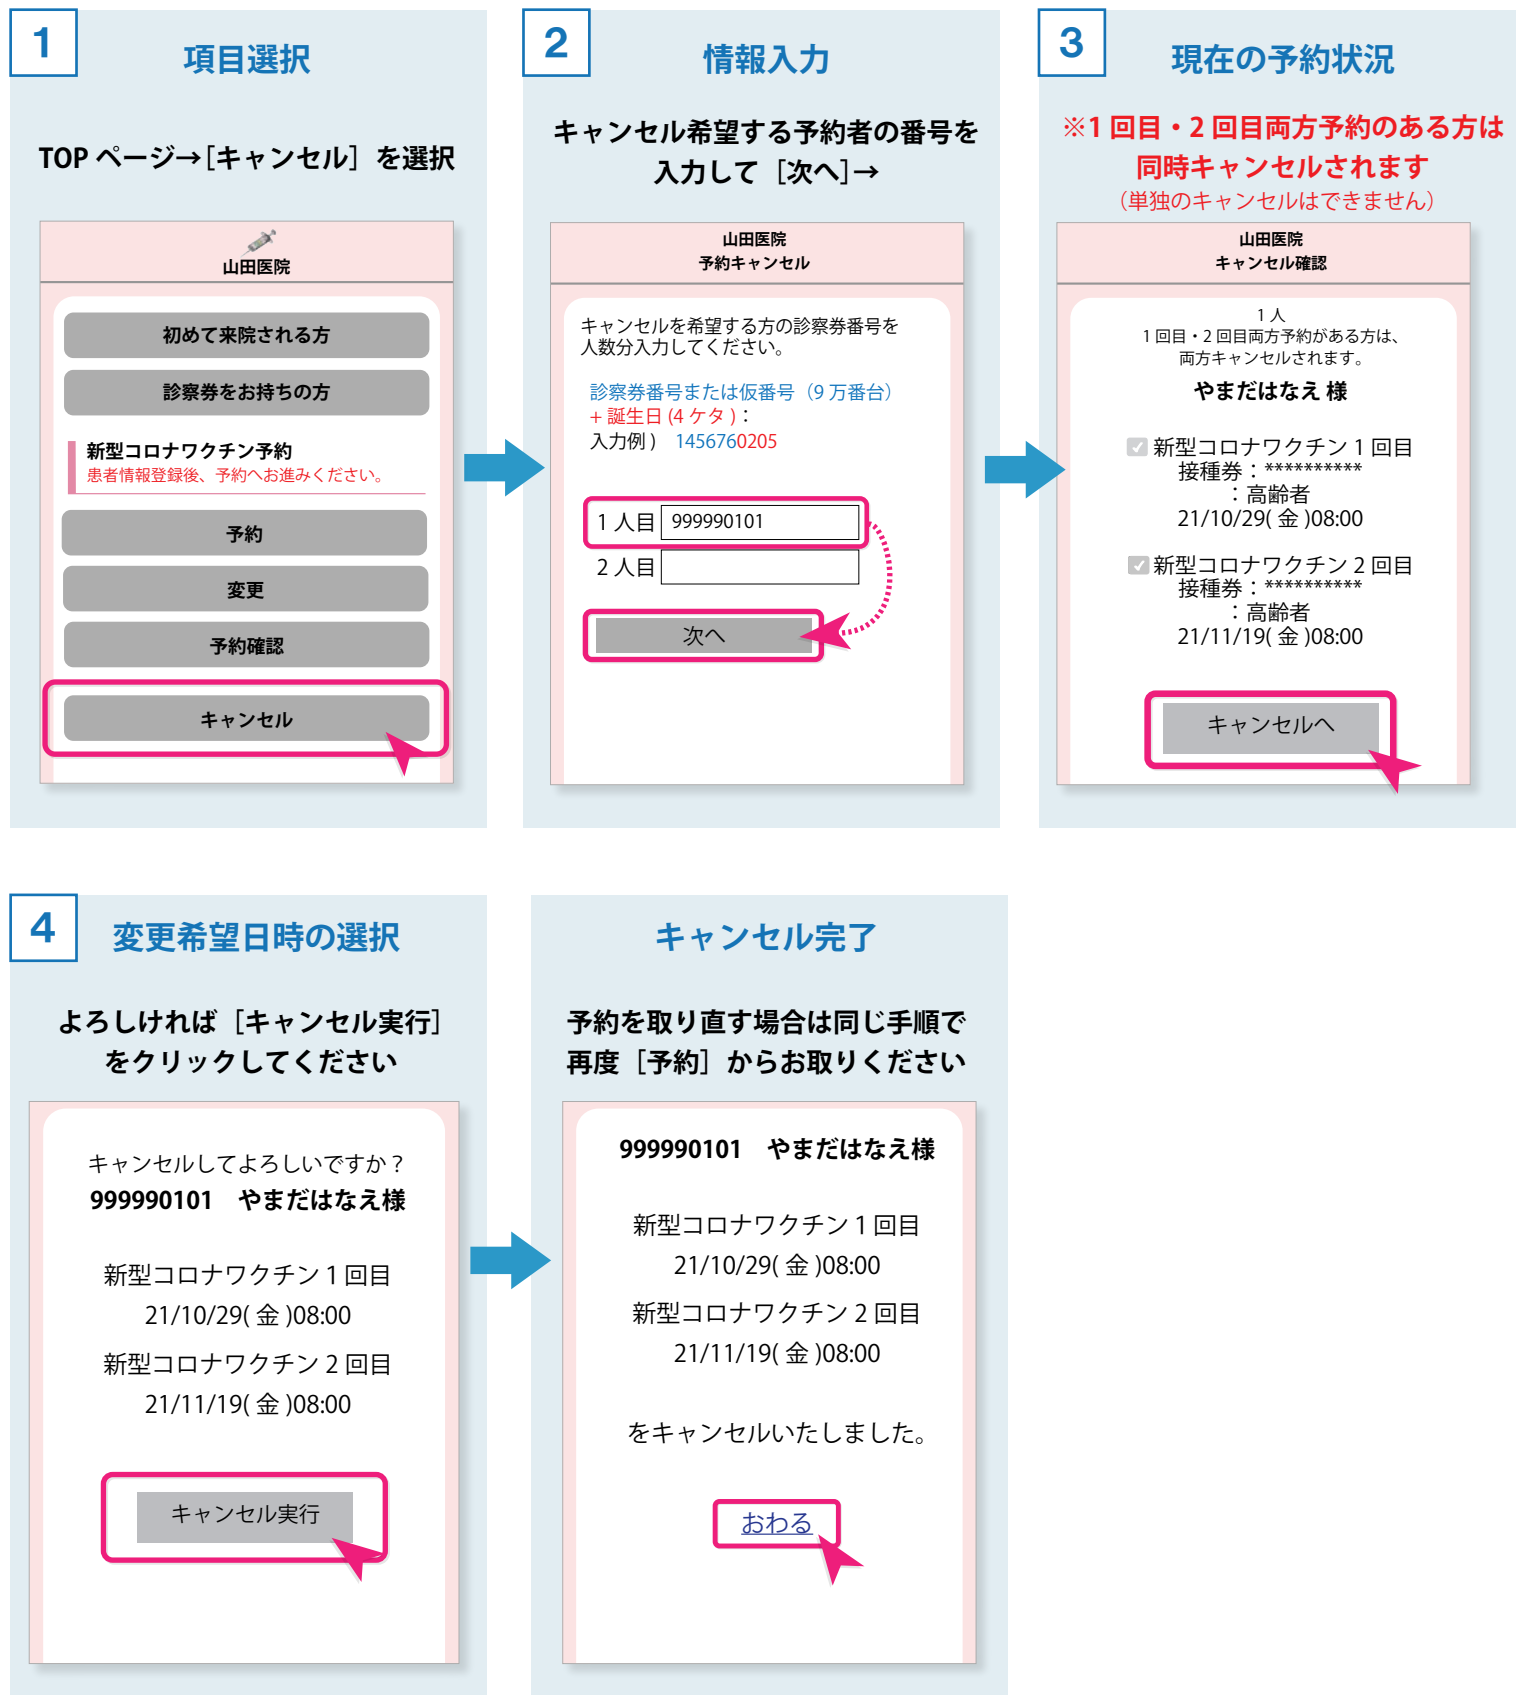 1
項目選択
TOP ページ→［キャンセル］を選択
山田医院
初めて来院される方
診察券をお持ちの方
新型コロナワクチン予約
患者情報登録後、予約へお進みください。
予約
変更
予約確認
キャンセル
2
情報入力
キャンセル希望する予約者の番号を
入力して［次へ］→
山田医院
予約キャンセル
キャンセルを希望する方の診察券番号を
人数分入力してください。
診察券番号または仮番号（9 万番台）
+ 誕生日 (4 ケタ )：
入力例 ) 1456760205
1 人目 999990101
2 人目
次へ
3
現在の予約状況
※1 回目・2 回目両方予約のある方は
同時キャンセルされます
（単独のキャンセルはできません）
山田医院
キャンセル確認
1 人
1 回目・2 回目両方予約がある方は、
両方キャンセルされます。
やまだはなえ 様
新型コロナワクチン 1 回目
接種券：**********
：高齢者
21/10/29( 金 )08:00
新型コロナワクチン 2 回目
接種券：**********
：高齢者
21/11/19( 金 )08:00
キャンセルへ
4
変更希望日時の選択
よろしければ［キャンセル実行］
をクリックしてください
キャンセルしてよろしいですか？
999990101　やまだはなえ様
新型コロナワクチン 1 回目
21/10/29( 金 )08:00
新型コロナワクチン 2 回目
21/11/19( 金 )08:00
キャンセル実行
キャンセル完了
予約を取り直す場合は同じ手順で
再度［予約］からお取りください
999990101　やまだはなえ様
新型コロナワクチン 1 回目
21/10/29( 金 )08:00
新型コロナワクチン 2 回目
21/11/19( 金 )08:00
をキャンセルいたしました。
おわる